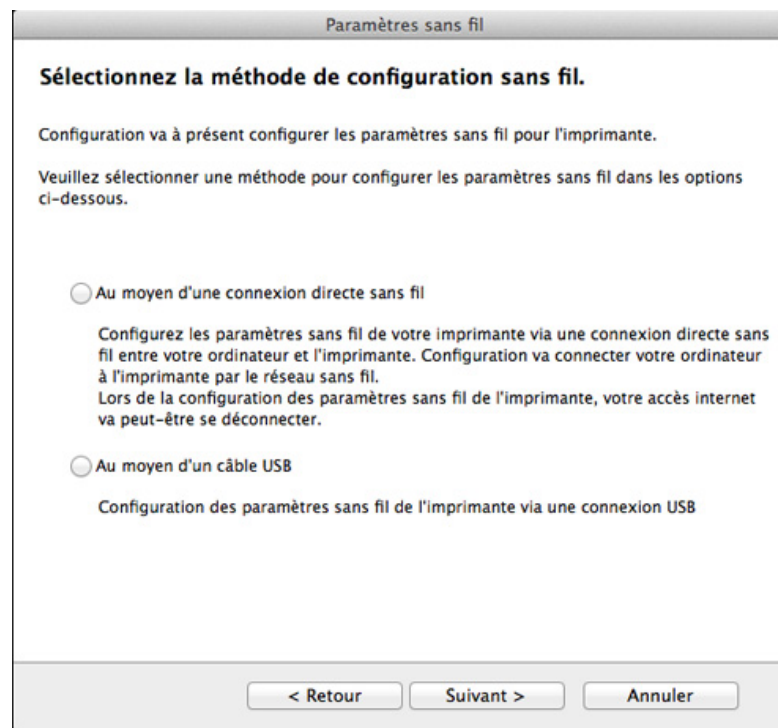 Paramètres sans fil
Sélectionnez la méthode de configuration sans fil.
Configuration va à présent configurer les paramètres sans fil pour l'imprimante.
Veuillez sélectionner une méthode pour configurer les paramètres sans fil dans les options
ci-dessous.
Au moyen d'une connexion directe sans fil
Configurez les paramètres sans fil de votre imprimante via une connexion directe sans
fil entre votre ordinateur et l'imprimante. Configuration va connecter votre ordinateur
à l'imprimante par le réseau sans fil.
Lors de la configuration des paramètres sans fil de l'imprimante, votre accès internet
va peut-être se déconnecter.
Au moyen d'un câble USB
Configuration des paramètres sans fil de l'imprimante via une connexion USB
< Retour
Suivant >
Annuler